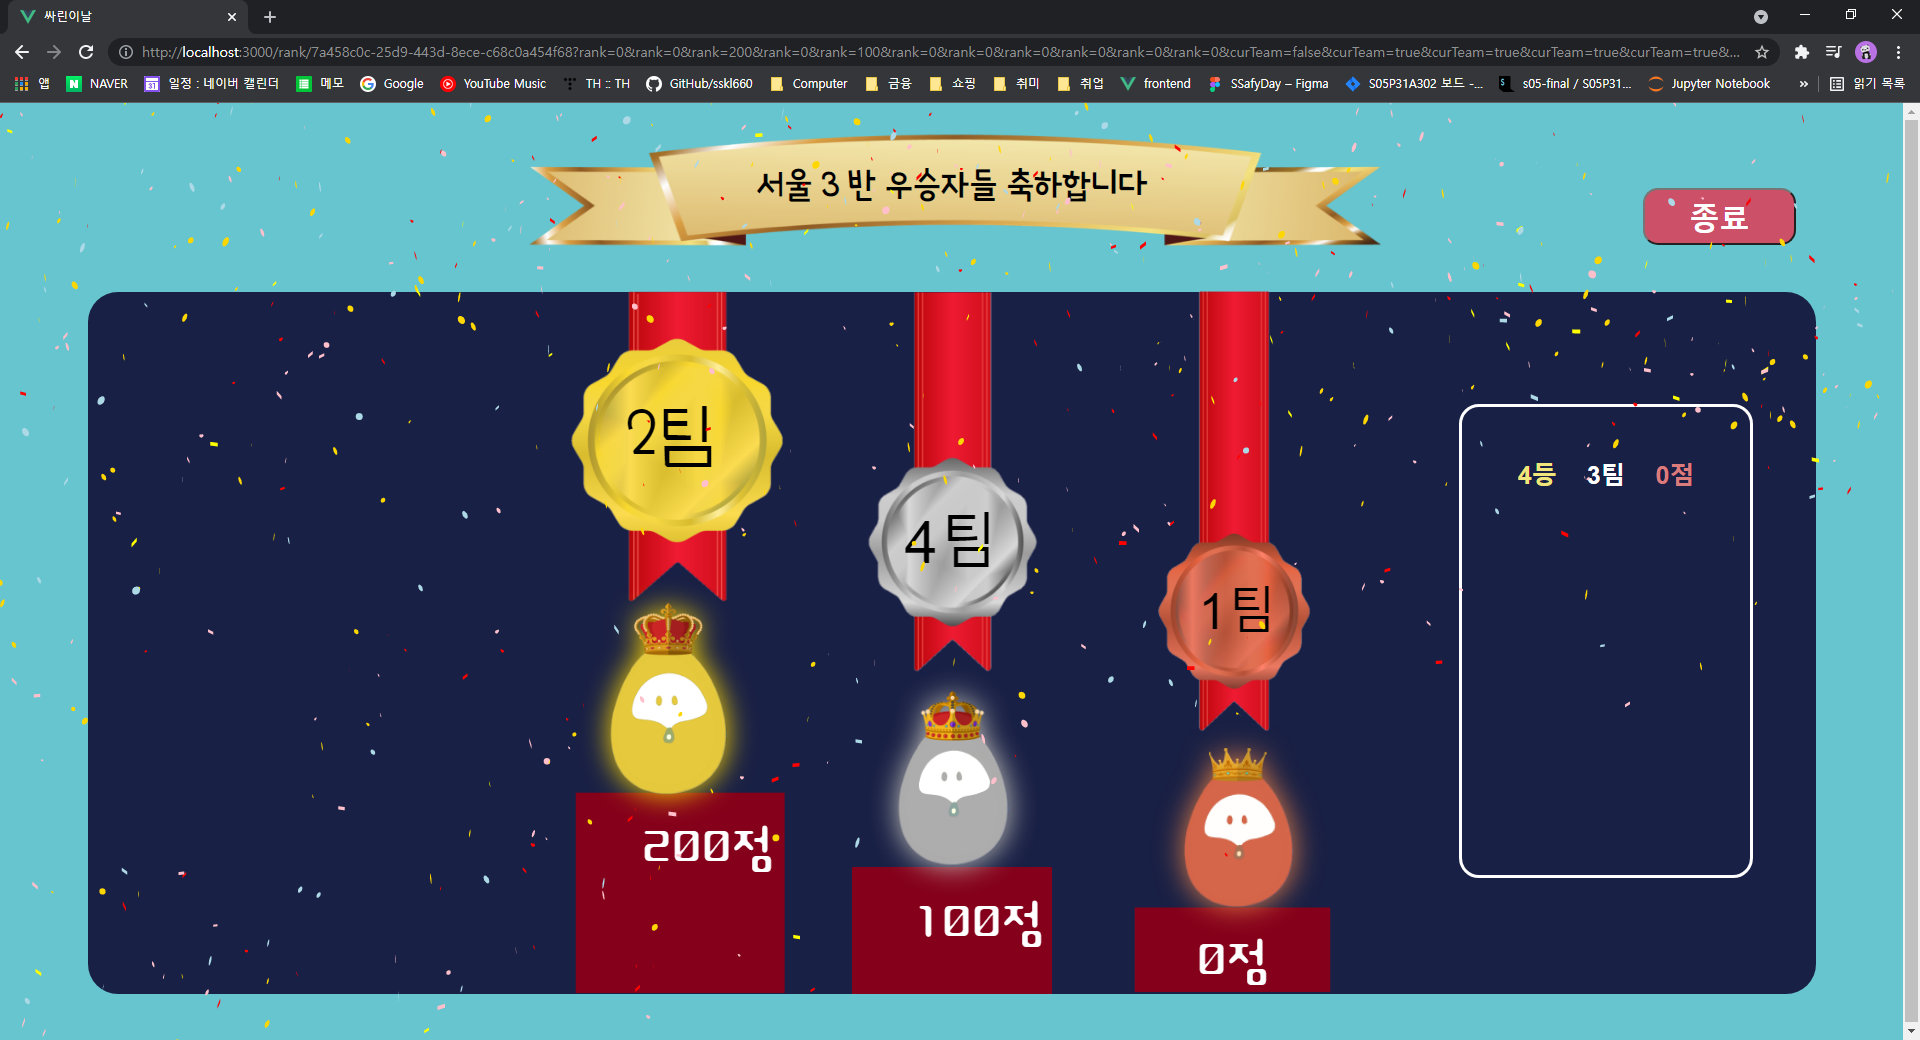 싸린이날
http://localhost:3000/rank/7a458c0c-25d9-443d-8ece-c68c0a454f68?rank=0&rank=0&rank=200&rank=0&rank=100&rank=0&rank=0&rank=0&rank=0&rank=0&rank=0&rank=0&curTeam=false&curTeam=true&curTeam=true&curTeam=true&curTeam=true&...
앱 NAVER 일정 : 네이버 캘린더 메모 Google YouTube Music TH :: TH GitHub/sskl660 Computer 금융 쇼핑 취미 취업 frontend SSafyDay – Figma S05P31A302 보드 -... s05-final / S05P31... Jupyter Notebook » 읽기 목록
서울 3 반 우승자들 축하합니다
종료
2팀
4팀
1팀
4등 3팀 0점
200점
100점
0점